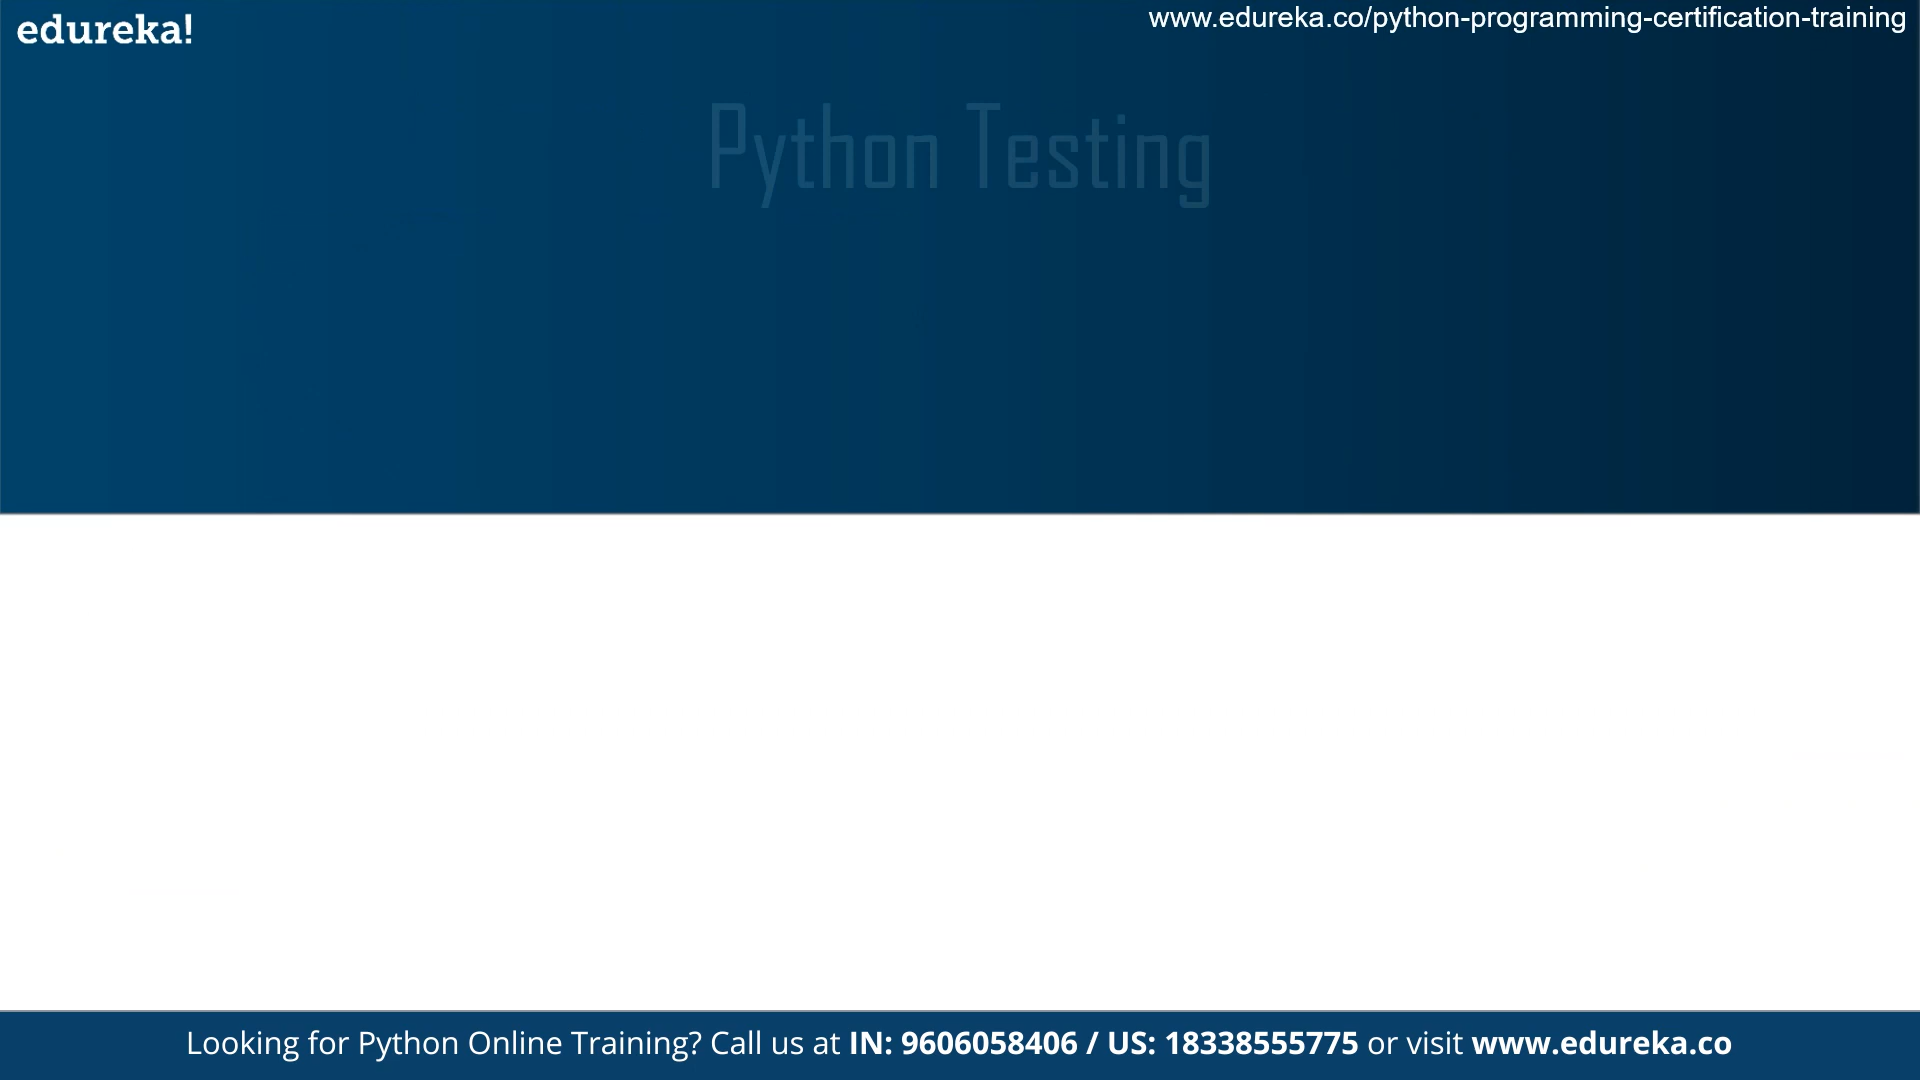 edureka!
www.edureka.co/python-programming-certification-training
Python Testing
Looking for Python Online Training? Call us at IN: 9606058406 / US: 18338555775 or visit www.edureka.co